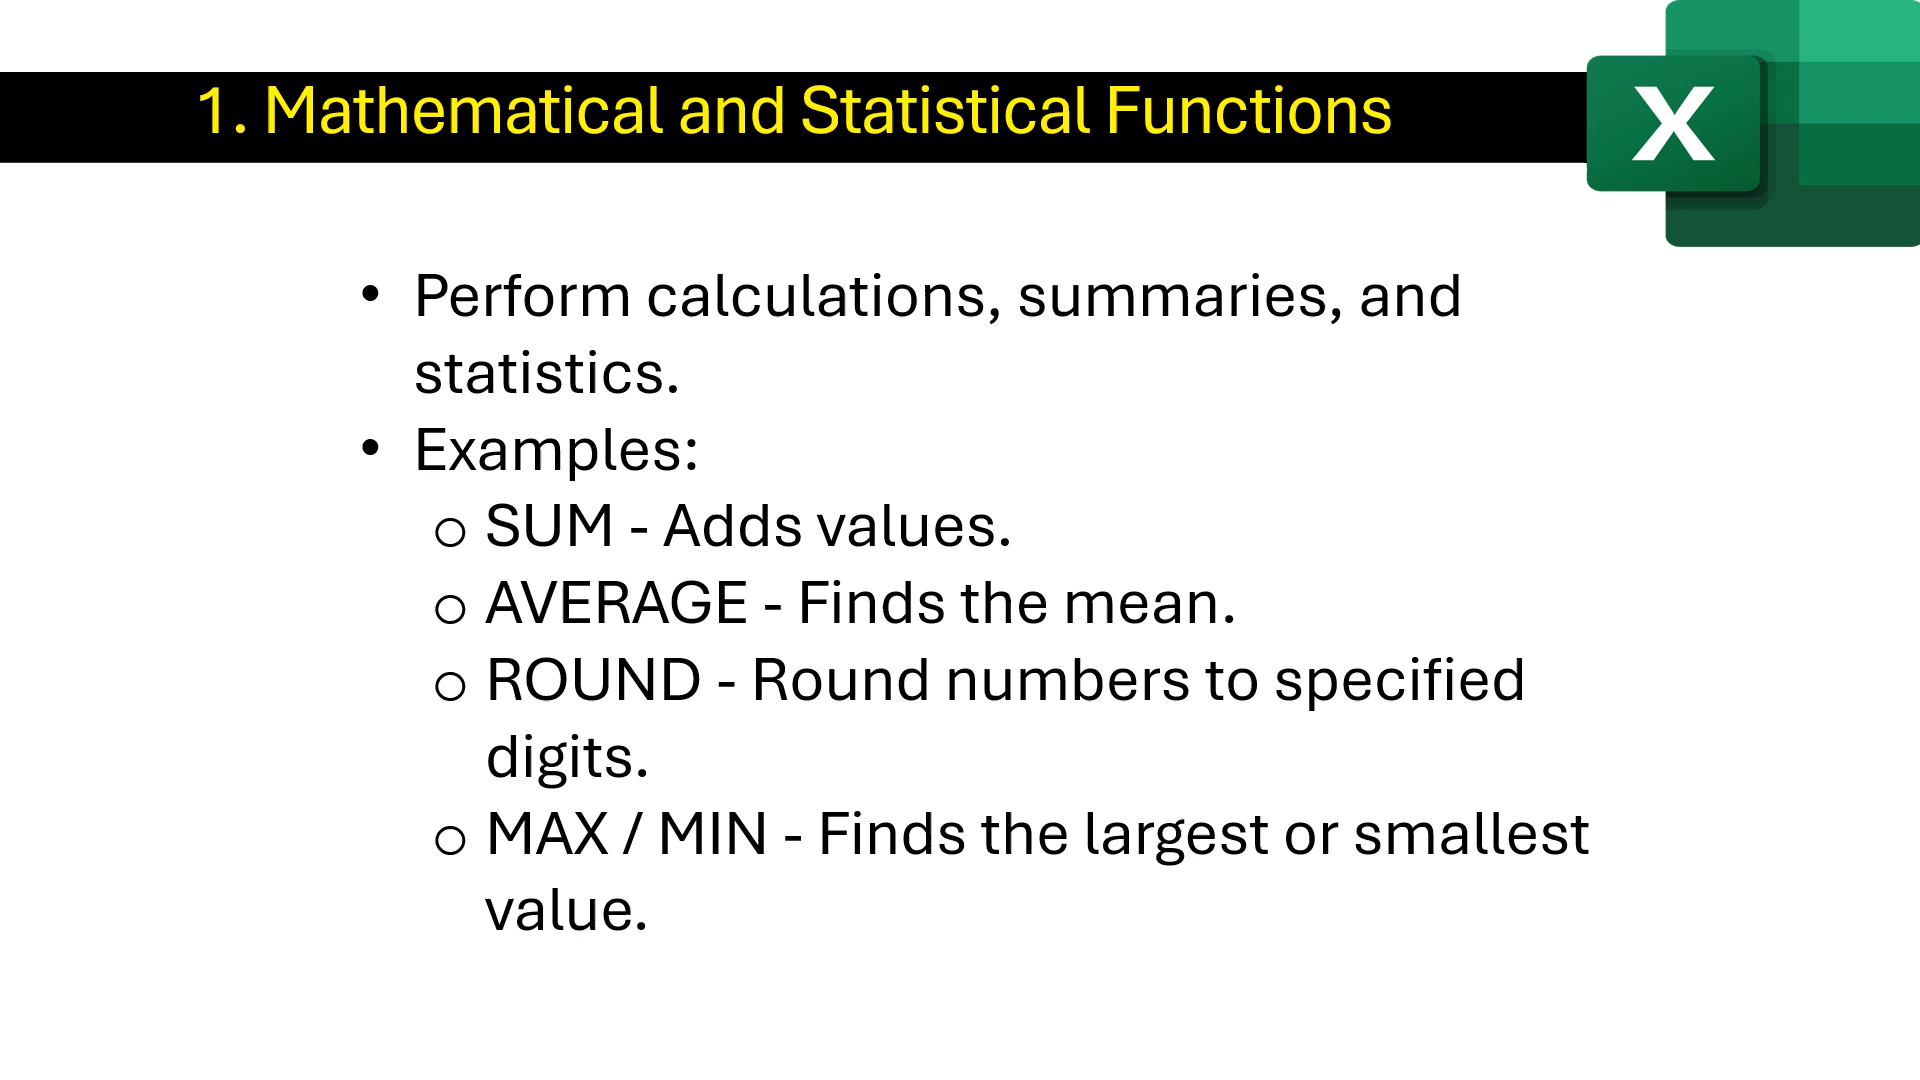 1. Mathematical and Statistical Functions
X
• Perform calculations, summaries, and
statistics.
• Examples:
o SUM - Adds values.
o AVERAGE - Finds the mean.
o ROUND - Round numbers to specified
digits.
o MAX / MIN - Finds the largest or smallest
value.